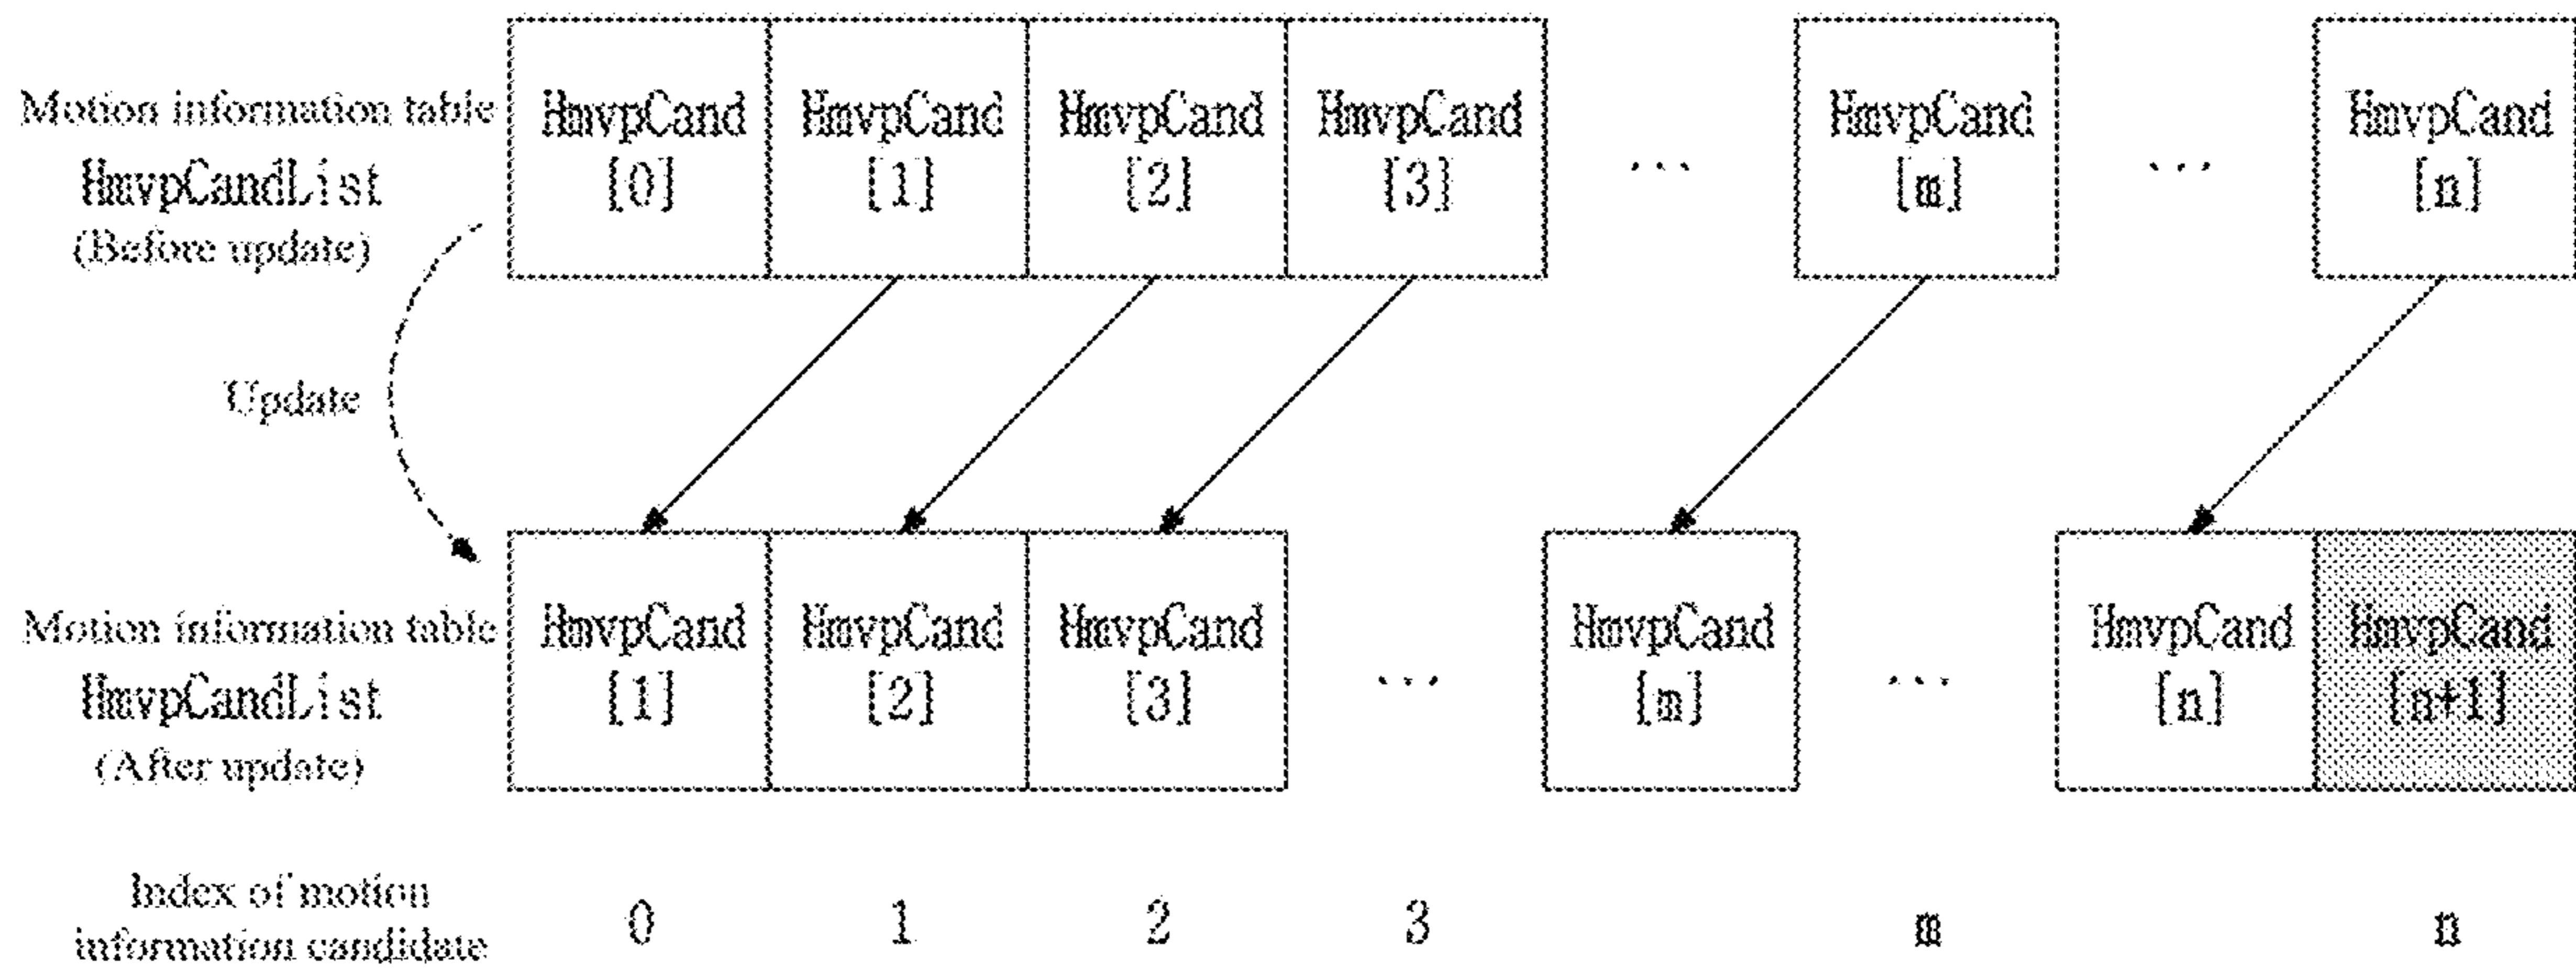 Motion information table
HmvpCandList
(Before update)
HmvpCand HmvpCand HmvpCand HmvpCand HmvpCand HmvpCand
[0] [1] [2] [3] ... [m] ... [n]
Update
Motion information table
HmvpCandList
(After update)
HmvpCand HmvpCand HmvpCand HmvpCand HmvpCand HmvpCand
[1] [2] [3] ... [m] ... [n] [n+1]
Index of motion
information candidate
0 1 2 3 m n